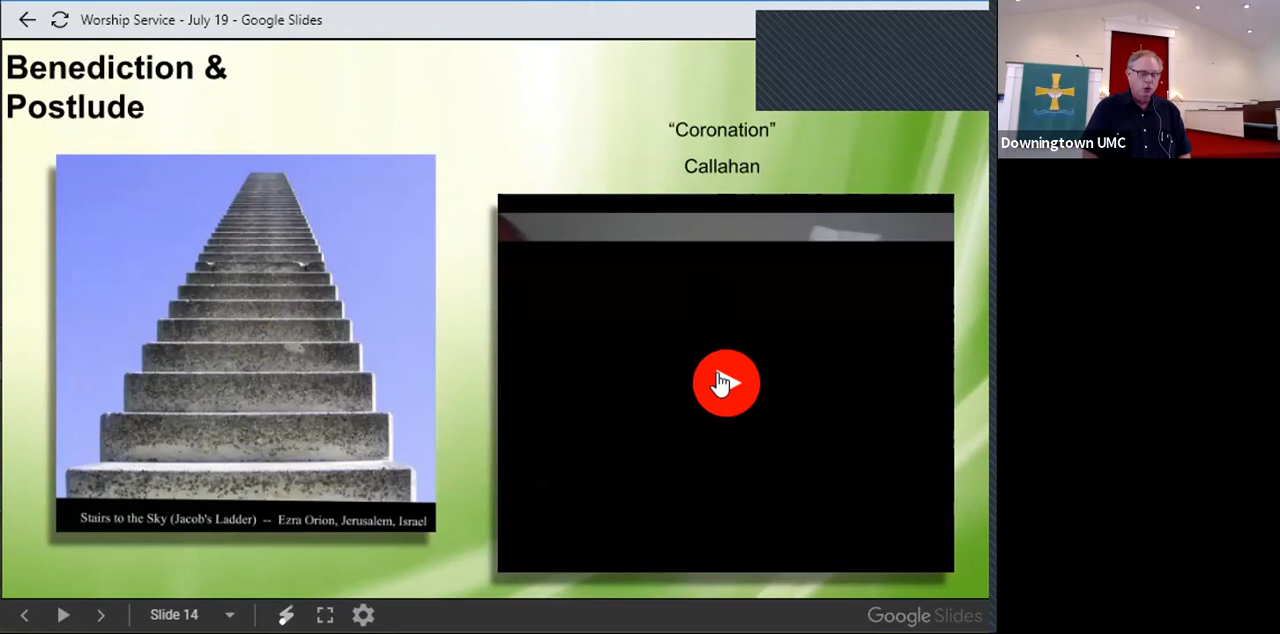 Worship Service - July 19 - Google Slides
Benediction &
Postlude
“Coronation”
Callahan
Downingtown UMC
Stairs to the Sky (Jacob's Ladder) -- Ezra Orion, Jerusalem, Israel
Slide 14
Google Slides